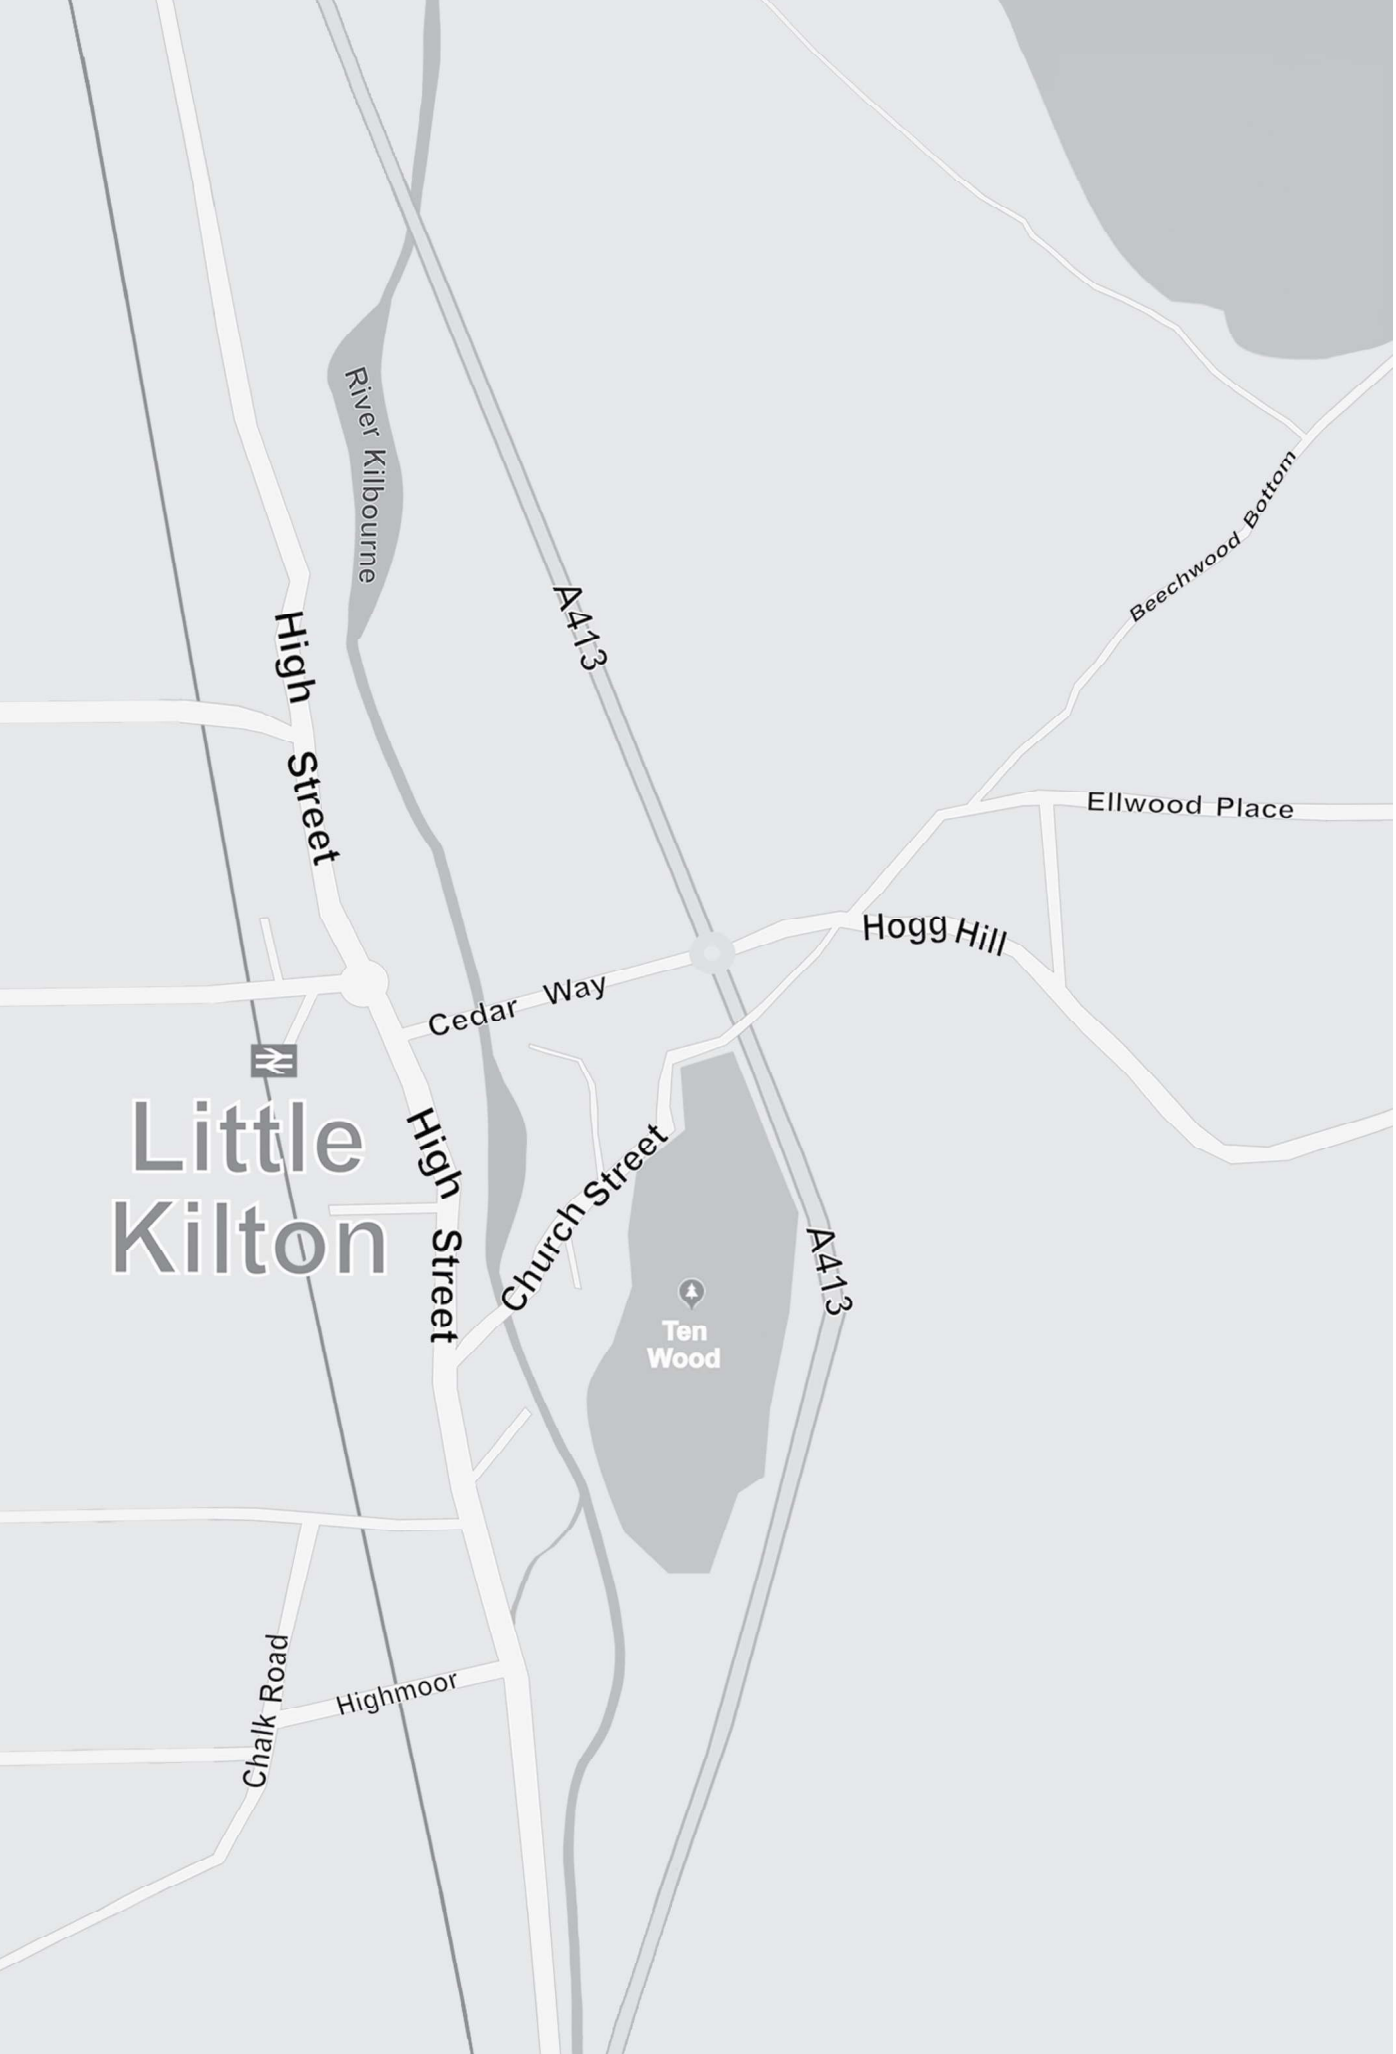 River Kilbourne
A413
Beechwood Bottom
High Street
Ellwood Place
Hogg Hill
Cedar Way
Little
Kilton
High Street
Church Street
A413
Ten
Wood
Chalk Road
Highmoor